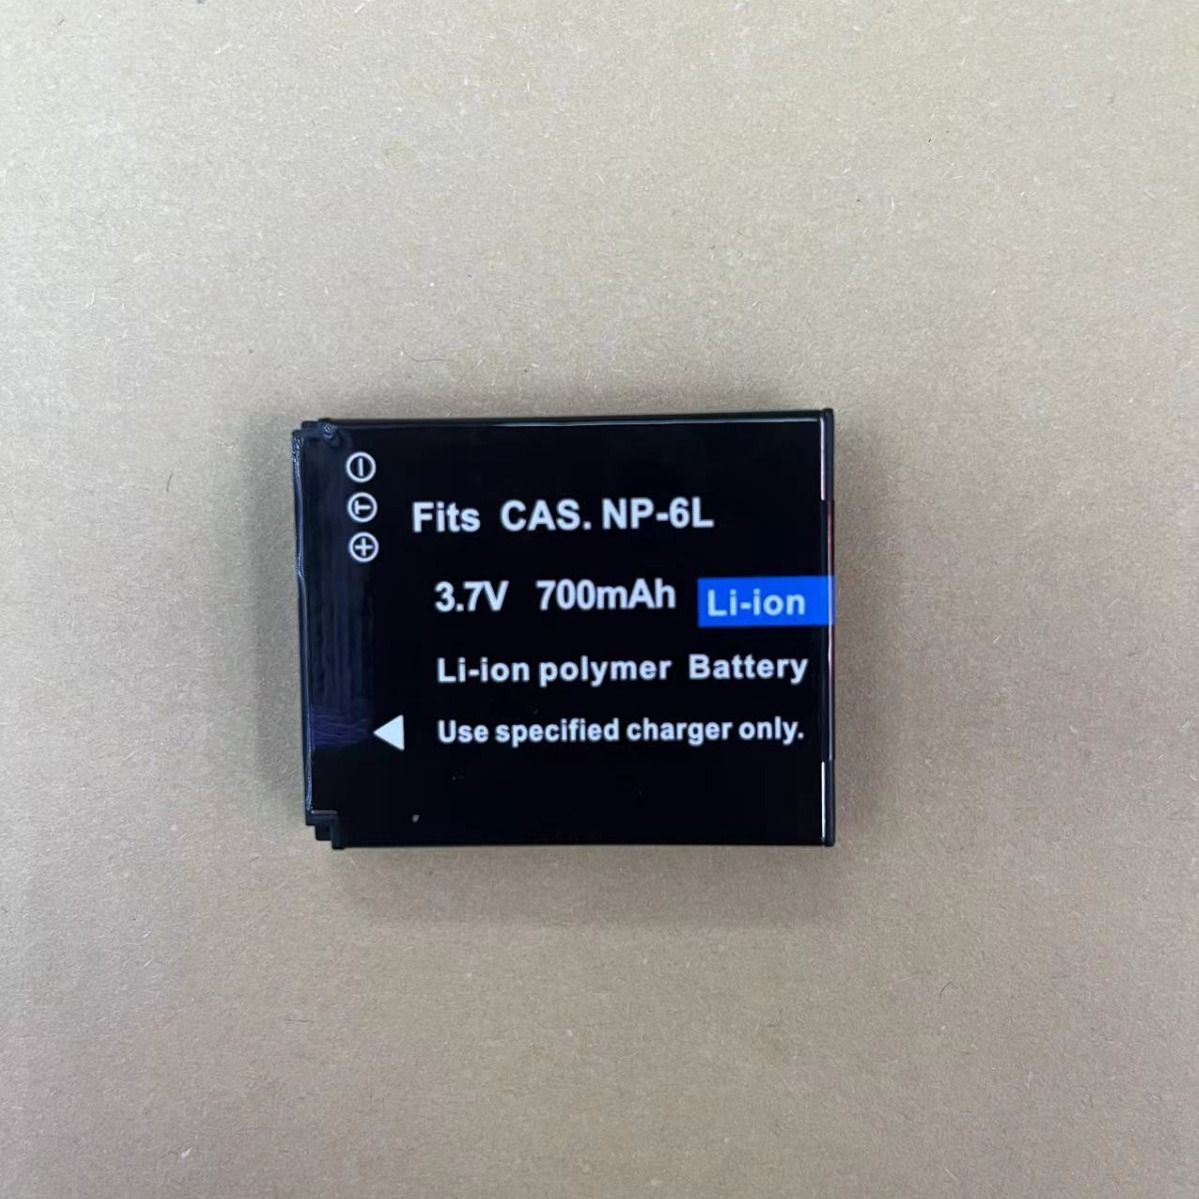 Fits CAS. NP-6L
3.7V 700mAh Li-ion
Li-ion polymer Battery
Use specified charger only.